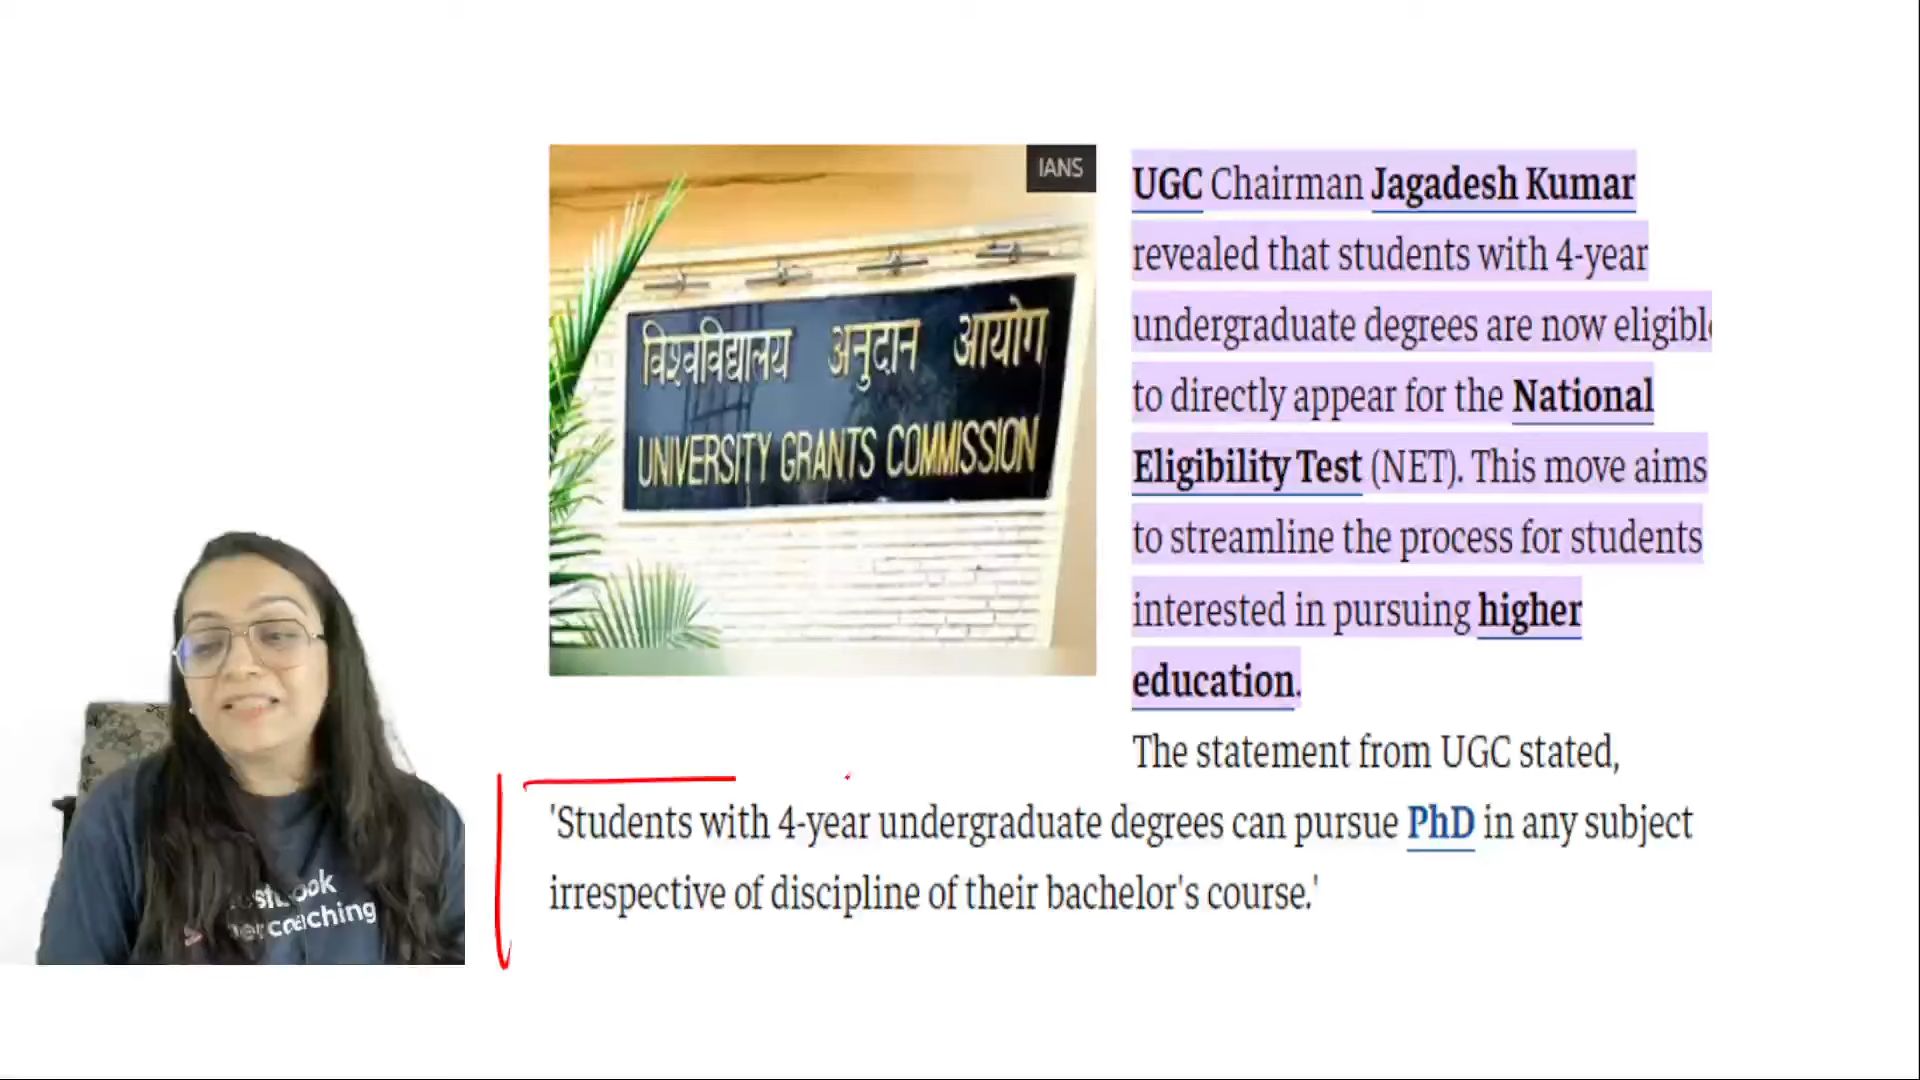 IANS
विश्वविद्यालय अनुदान आयोग
UNIVERSITY GRANTS COMMISSION
UGC Chairman Jagadesh Kumar
revealed that students with 4-year
undergraduate degrees are now eligibl
to directly appear for the National
Eligibility Test (NET). This move aims
to streamline the process for students
interested in pursuing higher
education.
The statement from UGC stated,
'Students with 4-year undergraduate degrees can pursue PhD in any subject
irrespective of discipline of their bachelor's course.'